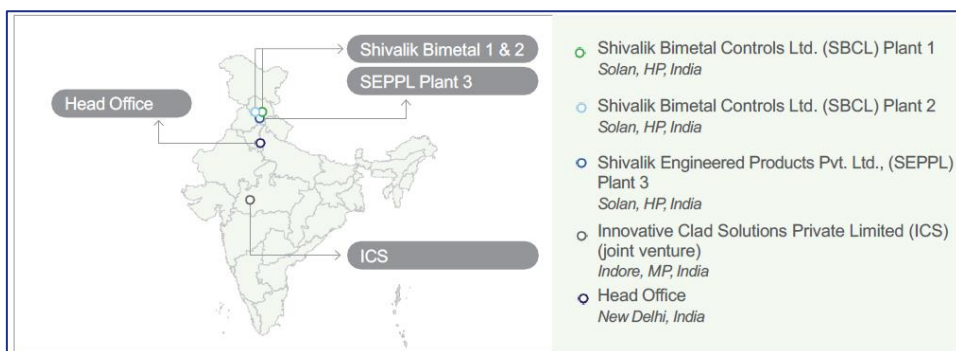 Shivalik Bimetal 1 & 2
SEPPL Plant 3
Head Office
ICS
Shivalik Bimetal Controls Ltd. (SBCL) Plant 1
Solan, HP, India
Shivalik Bimetal Controls Ltd. (SBCL) Plant 2
Solan, HP, India
Shivalik Engineered Products Pvt. Ltd., (SEPPL)
Plant 3
Solan, HP, India
Innovative Clad Solutions Private Limited (ICS)
(joint venture)
Indore, MP, India
Head Office
New Delhi, India